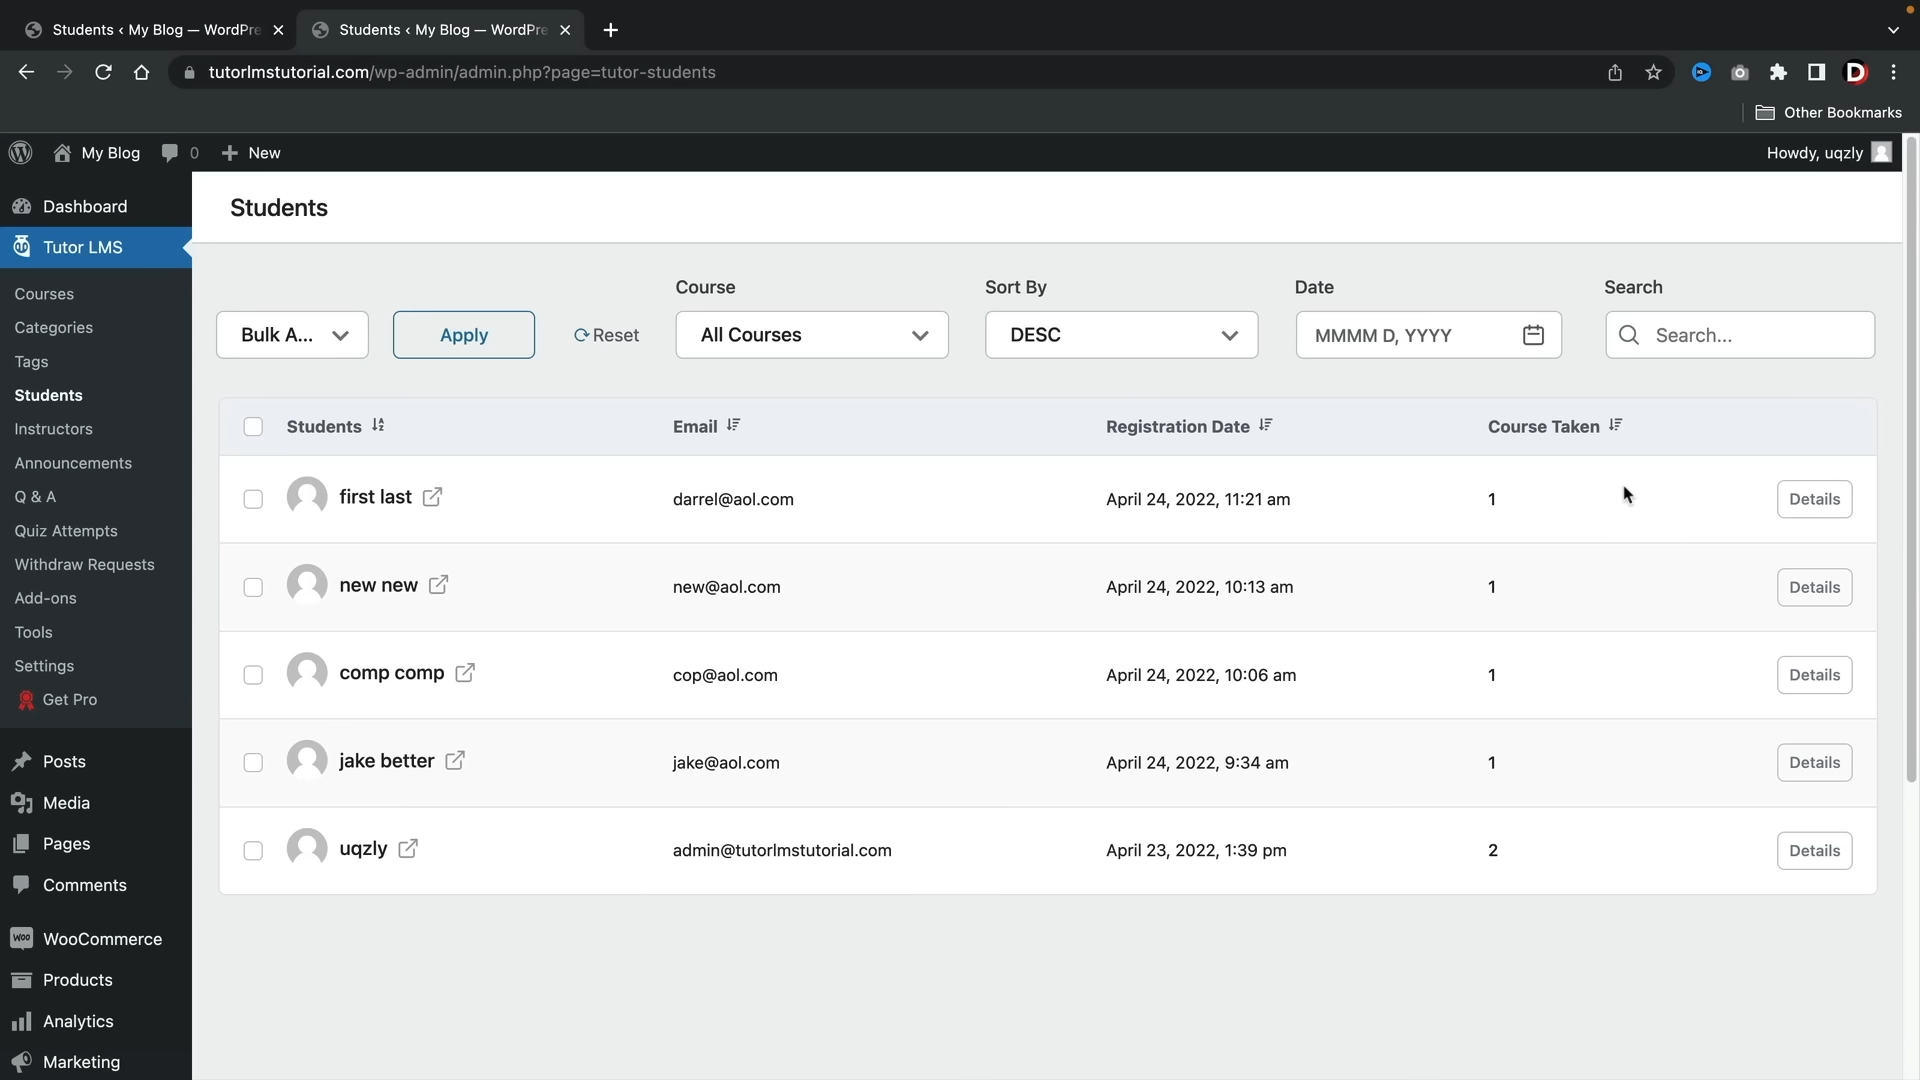 Students ‹ My Blog — WordPre
Students ‹ My Blog — WordPre
tutorlmstutorial.com/wp-admin/admin.php?page=tutor-students
Other Bookmarks
My Blog 0 New
Howdy, uqzly
Dashboard
Tutor LMS
Courses
Categories
Tags
Students
Instructors
Announcements
Q & A
Quiz Attempts
Withdraw Requests
Add-ons
Tools
Settings
Get Pro
Posts
Media
Pages
Comments
WooCommerce
Products
Analytics
Marketing
Students
Course Sort By Date Search
Bulk A... Apply Reset All Courses DESC MMMM D, YYYY Search...
Students Email Registration Date Course Taken
first last darrel@aol.com April 24, 2022, 11:21 am 1 Details
new new new@aol.com April 24, 2022, 10:13 am 1 Details
comp comp cop@aol.com April 24, 2022, 10:06 am 1 Details
jake better jake@aol.com April 24, 2022, 9:34 am 1 Details
uqzly admin@tutorlmstutorial.com April 23, 2022, 1:39 pm 2 Details